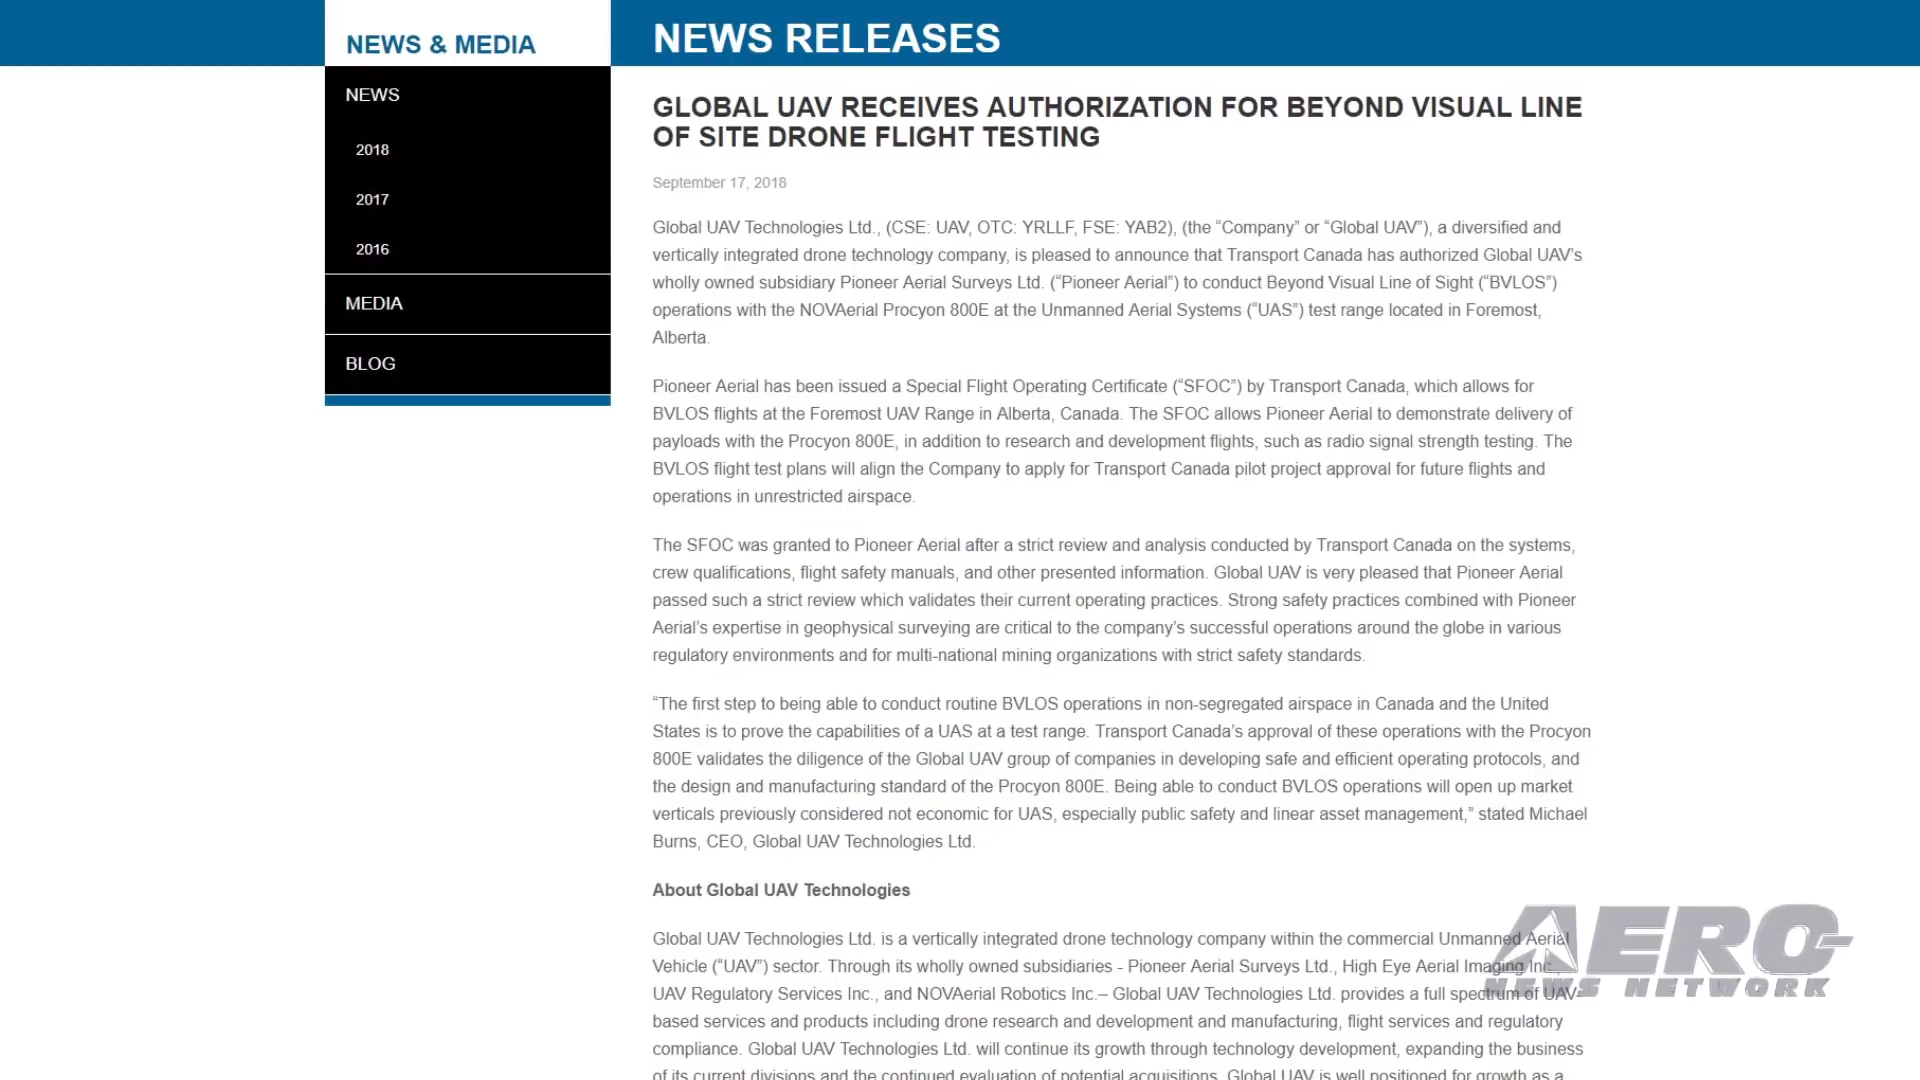 NEWS & MEDIA
NEWS
2018
2017
2016
MEDIA
BLOG
NEWS RELEASES
GLOBAL UAV RECEIVES AUTHORIZATION FOR BEYOND VISUAL LINE
OF SITE DRONE FLIGHT TESTING
September 17, 2018
Global UAV Technologies Ltd., (CSE: UAV, OTC: YRLLF, FSE: YAB2), (the “Company” or “Global UAV”), a diversified and
vertically integrated drone technology company, is pleased to announce that Transport Canada has authorized Global UAV’s
wholly owned subsidiary Pioneer Aerial Surveys Ltd. (“Pioneer Aerial”) to conduct Beyond Visual Line of Sight (“BVLOS”)
operations with the NOVAerial Procyon 800E at the Unmanned Aerial Systems (“UAS”) test range located in Foremost,
Alberta.
Pioneer Aerial has been issued a Special Flight Operating Certificate (“SFOC”) by Transport Canada, which allows for
BVLOS flights at the Foremost UAV Range in Alberta, Canada. The SFOC allows Pioneer Aerial to demonstrate delivery of
payloads with the Procyon 800E, in addition to research and development flights, such as radio signal strength testing. The
BVLOS flight test plans will align the Company to apply for Transport Canada pilot project approval for future flights and
operations in unrestricted airspace.
The SFOC was granted to Pioneer Aerial after a strict review and analysis conducted by Transport Canada on the systems,
crew qualifications, flight safety manuals, and other presented information. Global UAV is very pleased that Pioneer Aerial
passed such a strict review which validates their current operating practices. Strong safety practices combined with Pioneer
Aerial’s expertise in geophysical surveying are critical to the company’s successful operations around the globe in various
regulatory environments and for multi-national mining organizations with strict safety standards.
“The first step to being able to conduct routine BVLOS operations in non-segregated airspace in Canada and the United
States is to prove the capabilities of a UAS at a test range. Transport Canada’s approval of these operations with the Procyon
800E validates the diligence of the Global UAV group of companies in developing safe and efficient operating protocols, and
the design and manufacturing standard of the Procyon 800E. Being able to conduct BVLOS operations will open up market
verticals previously considered not economic for UAS, especially public safety and linear asset management,” stated Michael
Burns, CEO, Global UAV Technologies Ltd.
About Global UAV Technologies
Global UAV Technologies Ltd. is a vertically integrated drone technology company within the commercial Unmanned Aerial
Vehicle (“UAV”) sector. Through its wholly owned subsidiaries - Pioneer Aerial Surveys Ltd., High Eye Aerial Imaging Inc.,
UAV Regulatory Services Inc., and NOVAerial Robotics Inc.– Global UAV Technologies Ltd. provides a full spectrum of UAV-
based services and products including drone research and development and manufacturing, flight services and regulatory
compliance. Global UAV Technologies Ltd. will continue its growth through technology development, expanding the business
of its current divisions and the continued evaluation of potential acquisitions. Global UAV is well positioned for growth as a
AERO-
NEWS NETWORK